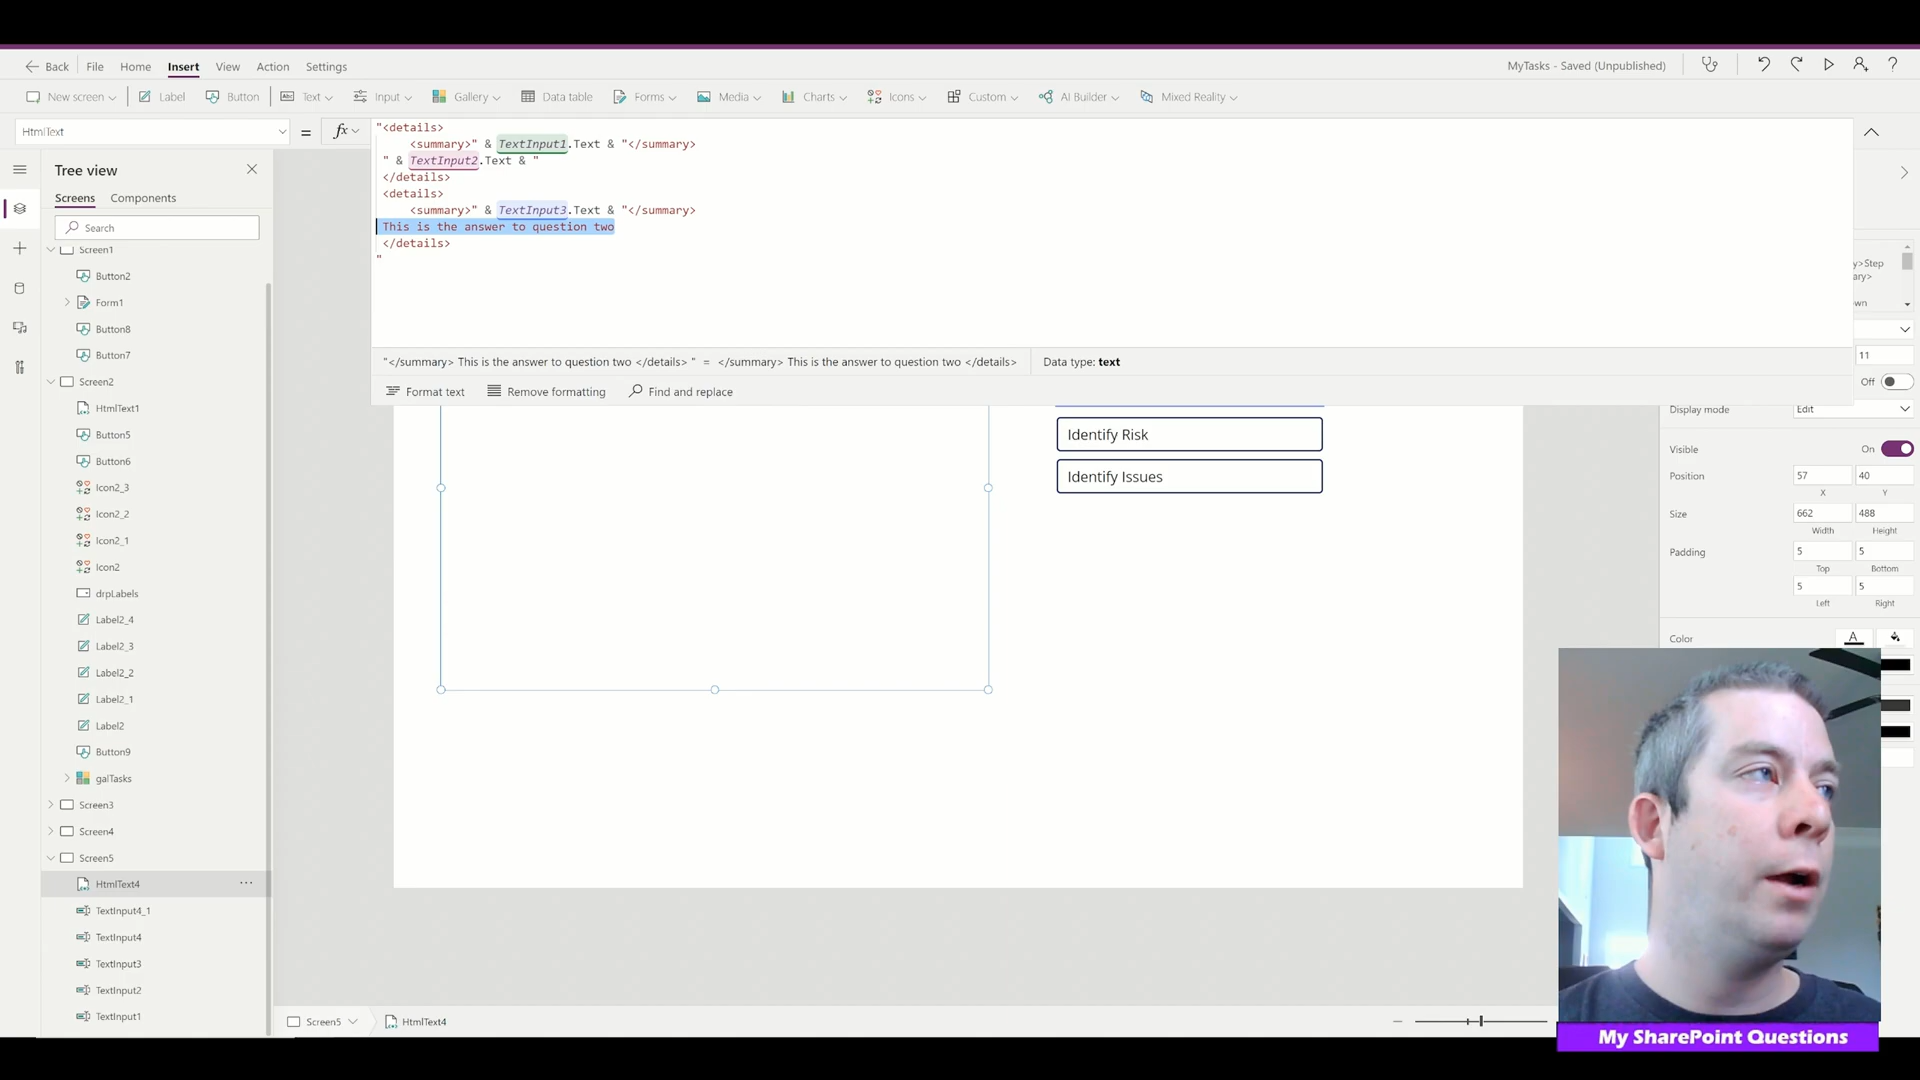 Back File Home Insert View Action Settings MyTasks - Saved (Unpublished) ?
New screen Label Button Text Input Gallery Data table Forms Media Charts Icons Custom AI Builder Mixed Reality
HtmlText = fx
"<details>
<summary>" & TextInput1.Text & "</summary>
" & TextInput2.Text & "
</details>
<details>
<summary>" & TextInput3.Text & "</summary>
This is the answer to question two
</details>
"
"</summary> This is the answer to question two </details> " = </summary> This is the answer to question two </details> Data type: text
Format text Remove formatting Find and replace
Tree view
Screens Components
Search
Screen1
Button2
Form1
Button8
Button7
Screen2
HtmlText1
Button5
Button6
Icon2_3
Icon2_2
Icon2_1
Icon2
drpLabels
Label2_4
Label2_3
Label2_2
Label2_1
Label2
Button9
galTasks
Screen3
Screen4
Screen5
HtmlText4
TextInput4_1
TextInput4
TextInput3
TextInput2
TextInput1
Identify Risk
Identify Issues
y>Step
ary>
wn
11
Off
Display mode Edit
Visible On
Position 57 40
X Y
Size 662 488
Width Height
Padding 5 5
Top Bottom
5 5
Left Right
Color A
Screen5 HtmlText4
My SharePoint Questions